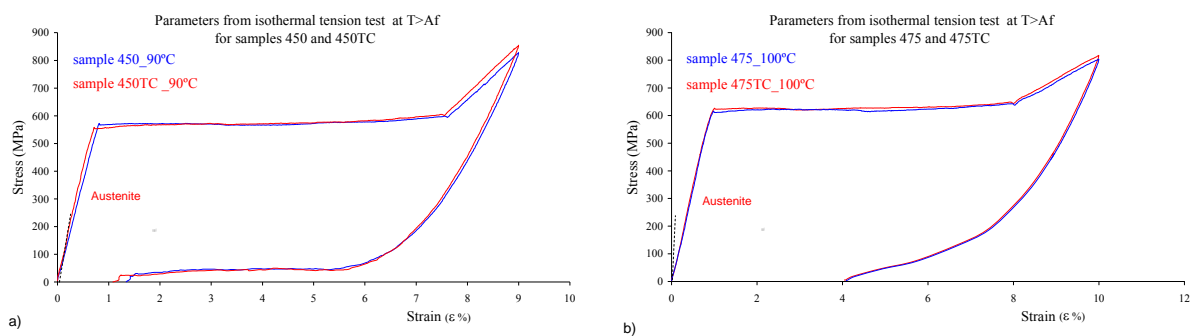 Parameters from isothermal tension test at T>Af
for samples 450 and 450TC
900
800
700
600
500
400
300
200
100
0
Stress (MPa)
sample 450_90ºC
sample 450TC _90ºC
Austenite
0 1 2 3 4 5 6 7 8 9 10
Strain (ε %)
a)
Parameters from isothermal tension test at T>Af
for samples 475 and 475TC
900
800
700
600
500
400
300
200
100
0
Stress (MPa)
sample 475_100ºC
sample 475TC_100ºC
Austenite
0 2 4 6 8 10 12
Strain (ε %)
b)